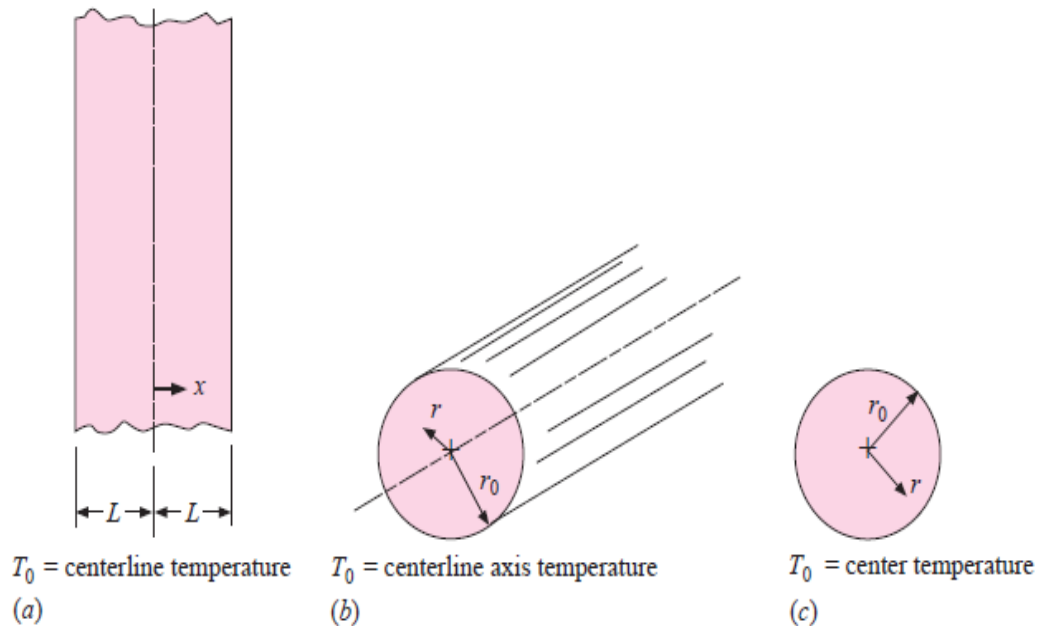 x
L L
T₀ = centerline temperature
(a)
r
r₀
T₀ = centerline axis temperature
(b)
r₀
r
T₀ = center temperature
(c)